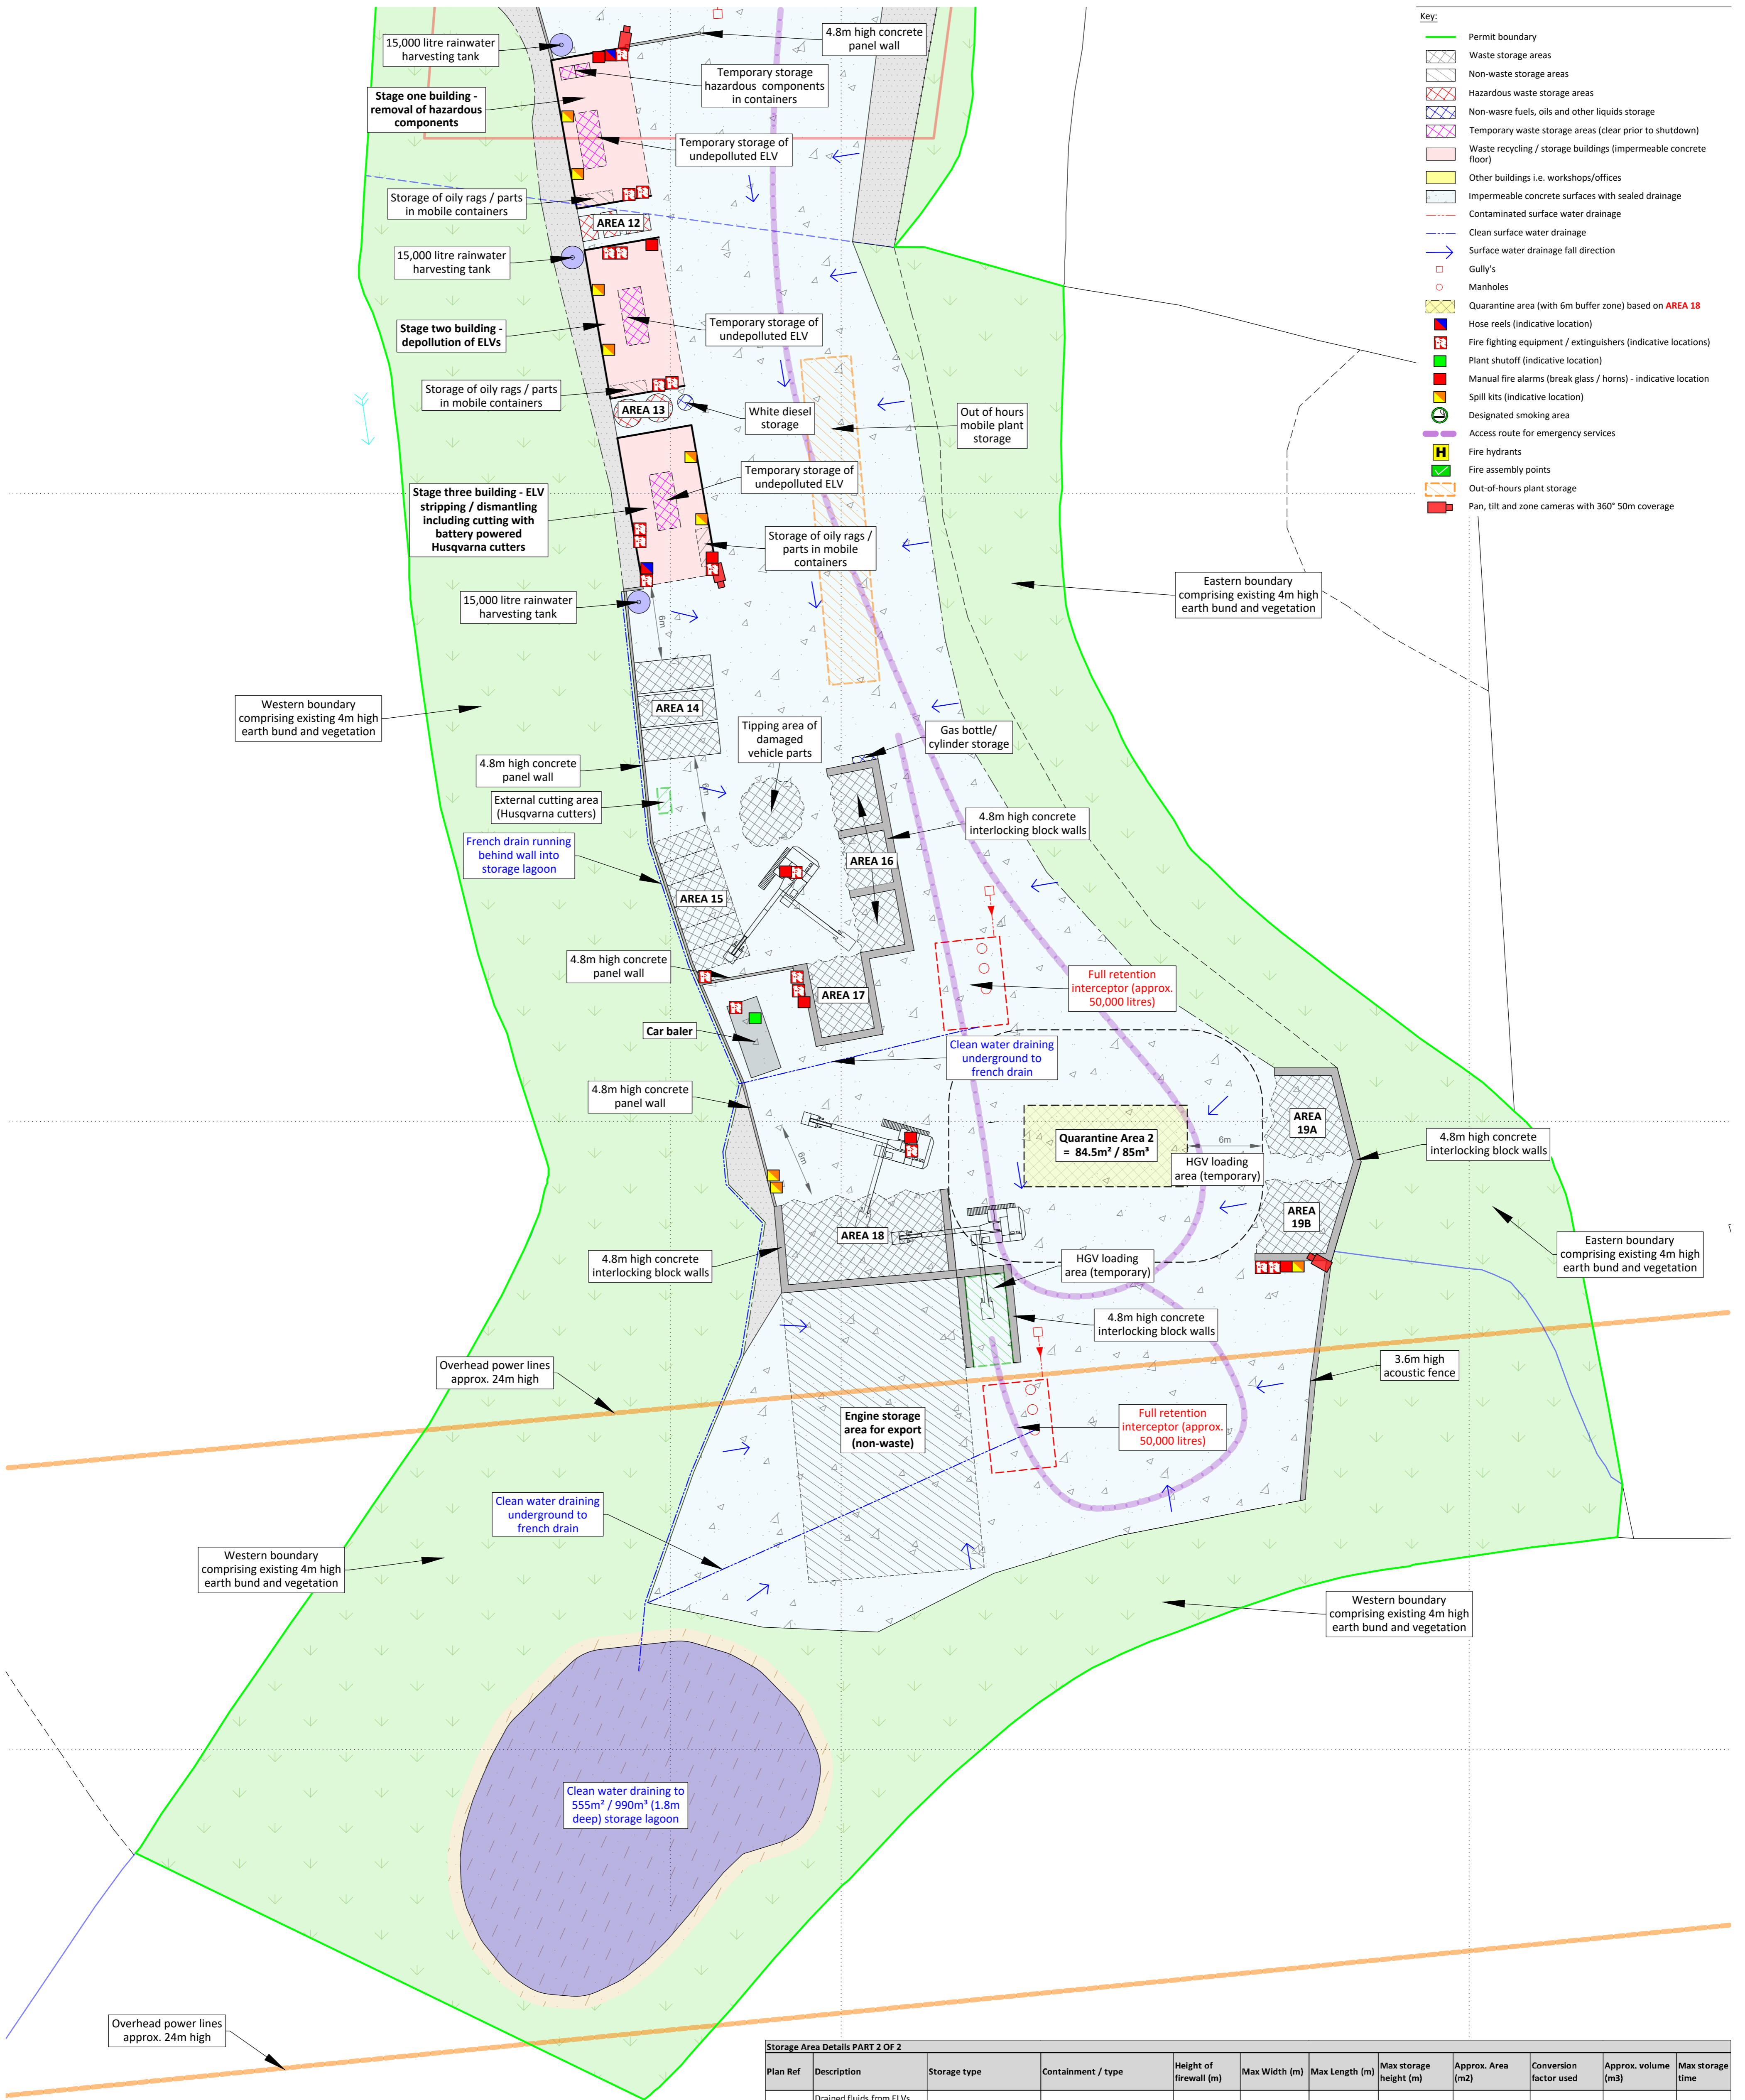 15,000 litre rainwater
harvesting tank
4.8m high concrete
panel wall
Stage one building -
removal of hazardous
components
Temporary storage
hazardous components
in containers
Temporary storage of
undepolluted ELV
Storage of oily rags / parts
in mobile containers
AREA 12
15,000 litre rainwater
harvesting tank
Stage two building -
depollution of ELVs
Temporary storage of
undepolluted ELV
Storage of oily rags / parts
in mobile containers
AREA 13
White diesel
storage
Out of hours
mobile plant
storage
Stage three building - ELV
stripping / dismantling
including cutting with
battery powered
Husqvarna cutters
Temporary storage of
undepolluted ELV
Storage of oily rags /
parts in mobile
containers
15,000 litre rainwater
harvesting tank
6m
Eastern boundary
comprising existing 4m high
earth bund and vegetation
Western boundary
comprising existing 4m high
earth bund and vegetation
AREA 14
Tipping area of
damaged
vehicle parts
Gas bottle/
cylinder storage
4.8m high concrete
panel wall
6m
External cutting area
(Husqvarna cutters)
4.8m high concrete
interlocking block walls
French drain running
behind wall into
storage lagoon
AREA 16
AREA 15
4.8m high concrete
panel wall
AREA 17
Full retention
interceptor (approx.
50,000 litres)
Car baler
Clean water draining
underground to
french drain
4.8m high concrete
panel wall
6m
Quarantine Area 2
= 84.5m² / 85m³
6m
HGV loading
area (temporary)
AREA
19A
4.8m high concrete
interlocking block walls
AREA
19B
AREA 18
4.8m high concrete
interlocking block walls
HGV loading
area (temporary)
Eastern boundary
comprising existing 4m high
earth bund and vegetation
4.8m high concrete
interlocking block walls
Overhead power lines
approx. 24m high
3.6m high
acoustic fence
Engine storage
area for export
(non-waste)
Full retention
interceptor (approx.
50,000 litres)
Clean water draining
underground to
french drain
Western boundary
comprising existing 4m high
earth bund and vegetation
Western boundary
comprising existing 4m high
earth bund and vegetation
Clean water draining to
555m² / 990m³ (1.8m
deep) storage lagoon
Overhead power lines
approx. 24m high
Key:
Permit boundary
Waste storage areas
Non-waste storage areas
Hazardous waste storage areas
Non-wasre fuels, oils and other liquids storage
Temporary waste storage areas (clear prior to shutdown)
Waste recycling / storage buildings (impermeable concrete
floor)
Other buildings i.e. workshops/offices
Impermeable concrete surfaces with sealed drainage
Contaminated surface water drainage
Clean surface water drainage
Surface water drainage fall direction
Gully's
Manholes
Quarantine area (with 6m buffer zone) based on AREA 18
Hose reels (indicative location)
Fire fighting equipment / extinguishers (indicative locations)
Plant shutoff (indicative location)
Manual fire alarms (break glass / horns) - indicative location
Spill kits (indicative location)
Designated smoking area
Access route for emergency services
H Fire hydrants
Fire assembly points
Out-of-hours plant storage
Pan, tilt and zone cameras with 360° 50m coverage
Storage Area Details PART 2 OF 2
Plan Ref Description Storage type Containment / type Height of firewall (m) Max Width (m) Max Length (m) Max storage height (m) Approx. Area (m2) Conversion factor used Approx. volume (m3) Max storage time
Drained fluids from ELVs